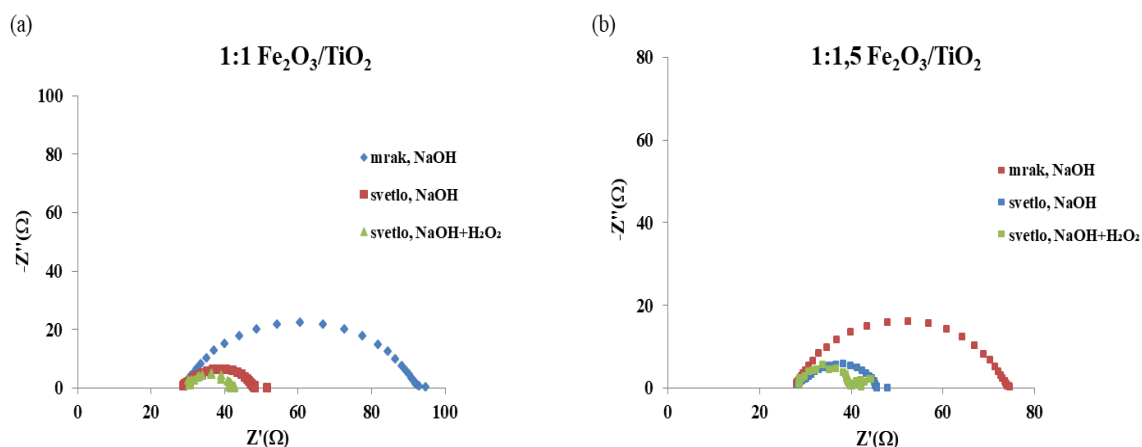 (a)
1:1 Fe₂O₃/TiO₂
100
80
60
40
20
0
0
20
40
60
80
100
-Z''(Ω)
Z'(Ω)
mrak, NaOH
svetlo, NaOH
svetlo, NaOH+H₂O₂
(b)
1:1,5 Fe₂O₃/TiO₂
80
60
40
20
0
0
20
40
60
80
-Z''(Ω)
Z'(Ω)
mrak, NaOH
svetlo, NaOH
svetlo, NaOH+H₂O₂